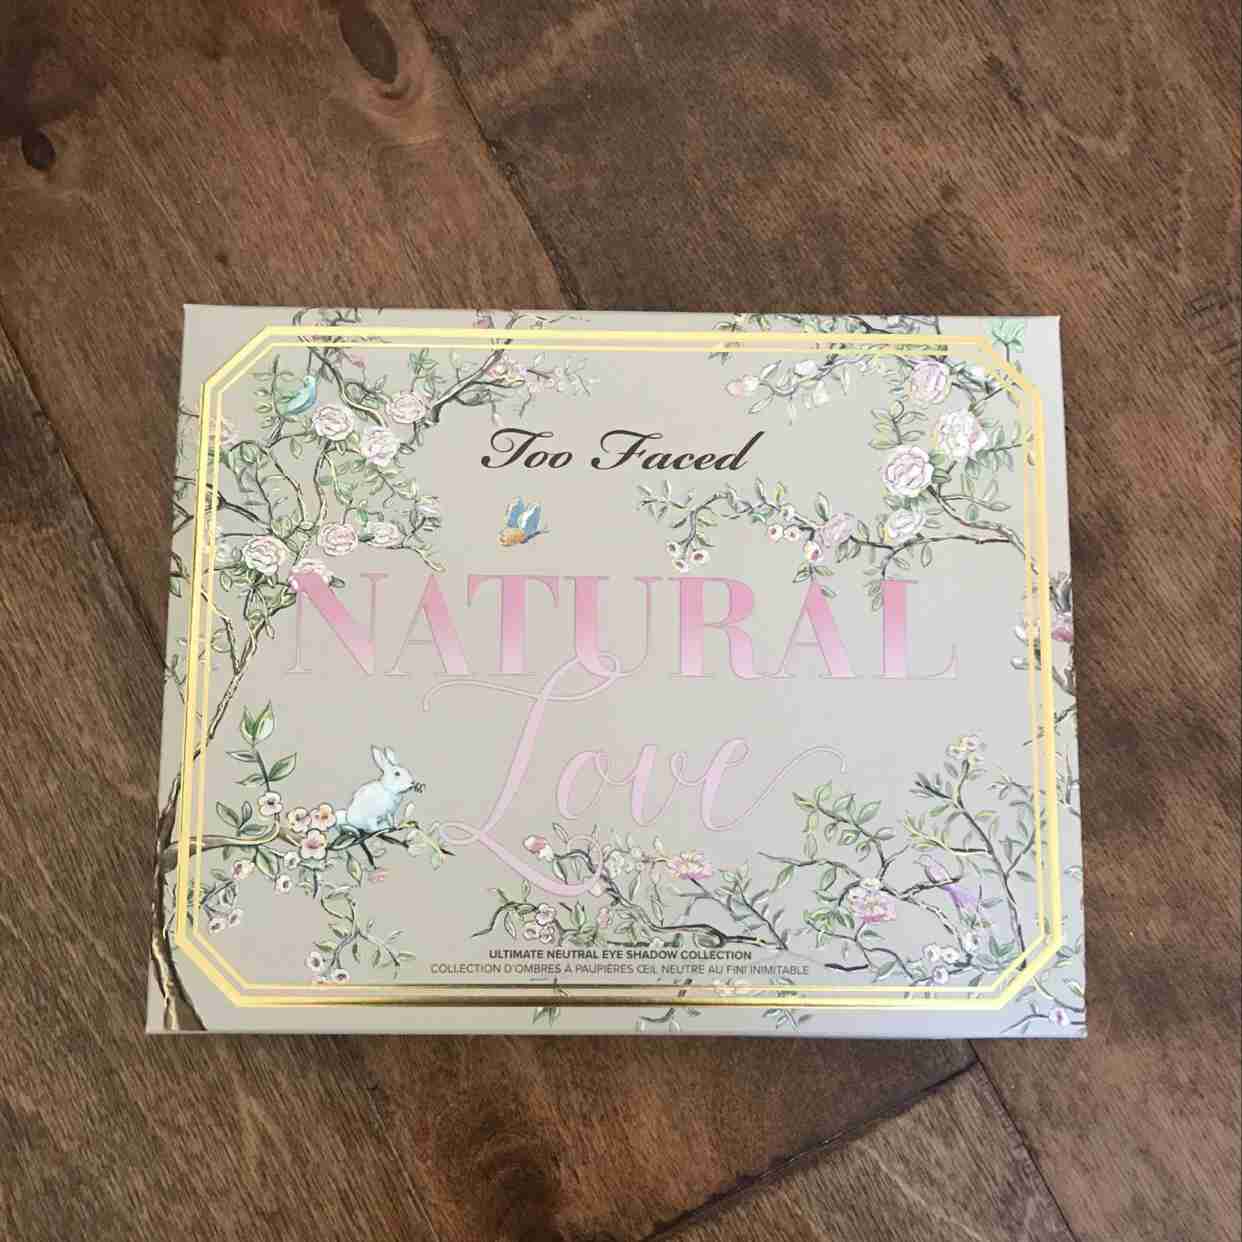 Too Faced
NATURAL
Love
ULTIMATE NEUTRAL EYE SHADOW COLLECTION
COLLECTION D'OMBRES À PAUPIÈRES ŒIL NEUTRE AU FINI INIMITABLE